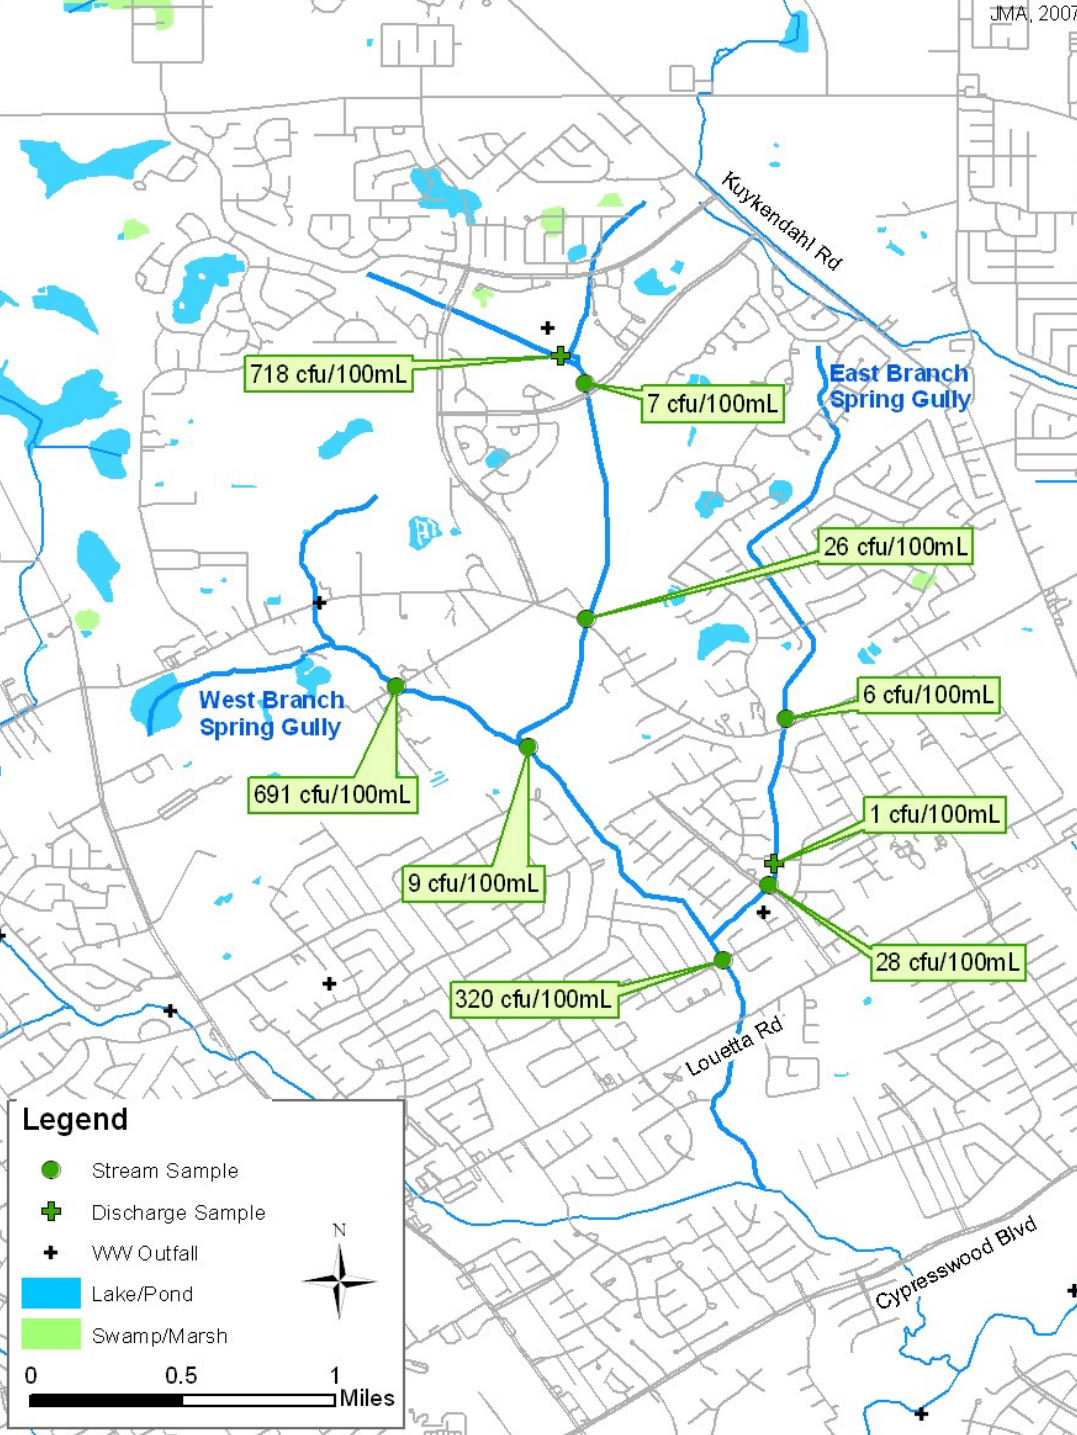 JMA, 2007
Kuykendahl Rd
East Branch
Spring Gully
718 cfu/100mL
7 cfu/100mL
26 cfu/100mL
6 cfu/100mL
West Branch
Spring Gully
691 cfu/100mL
1 cfu/100mL
9 cfu/100mL
28 cfu/100mL
320 cfu/100mL
Louetta Rd
Cypresswood Blvd
Legend
Stream Sample
Discharge Sample
WW Outfall
Lake/Pond
Swamp/Marsh
N
0 0.5 1
Miles